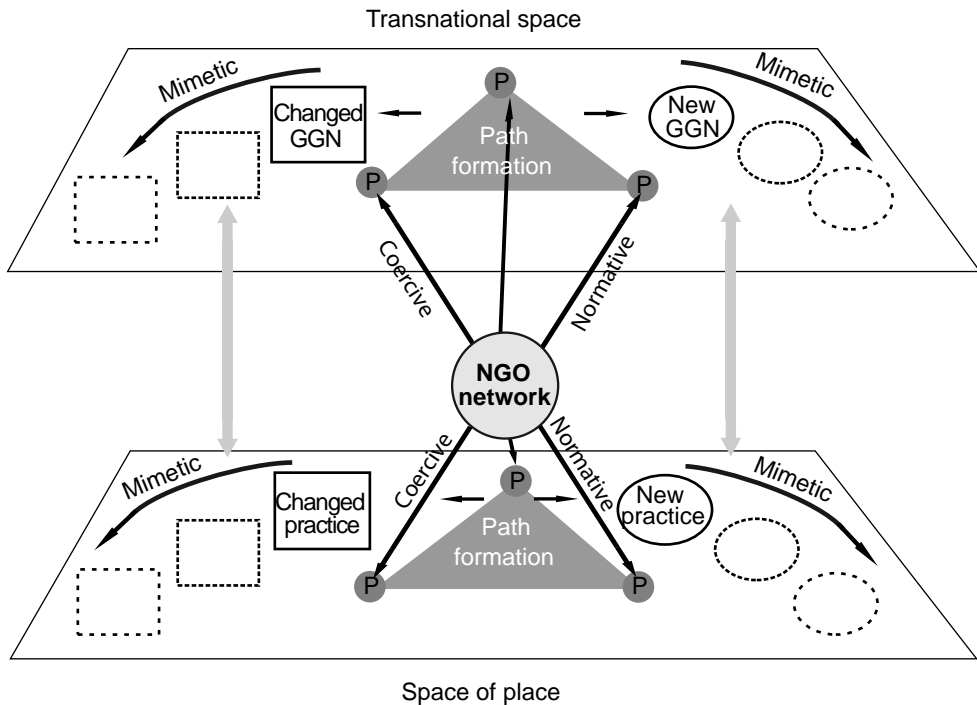 Transnational space
Mimetic
Changed
GGN
P
Path
formation
New
GGN
Mimetic
P
P
Coercive
Normative
NGO
network
Coercive
Normative
Mimetic
Changed
practice
P
Path
formation
New
practice
Mimetic
P
P
Space of place